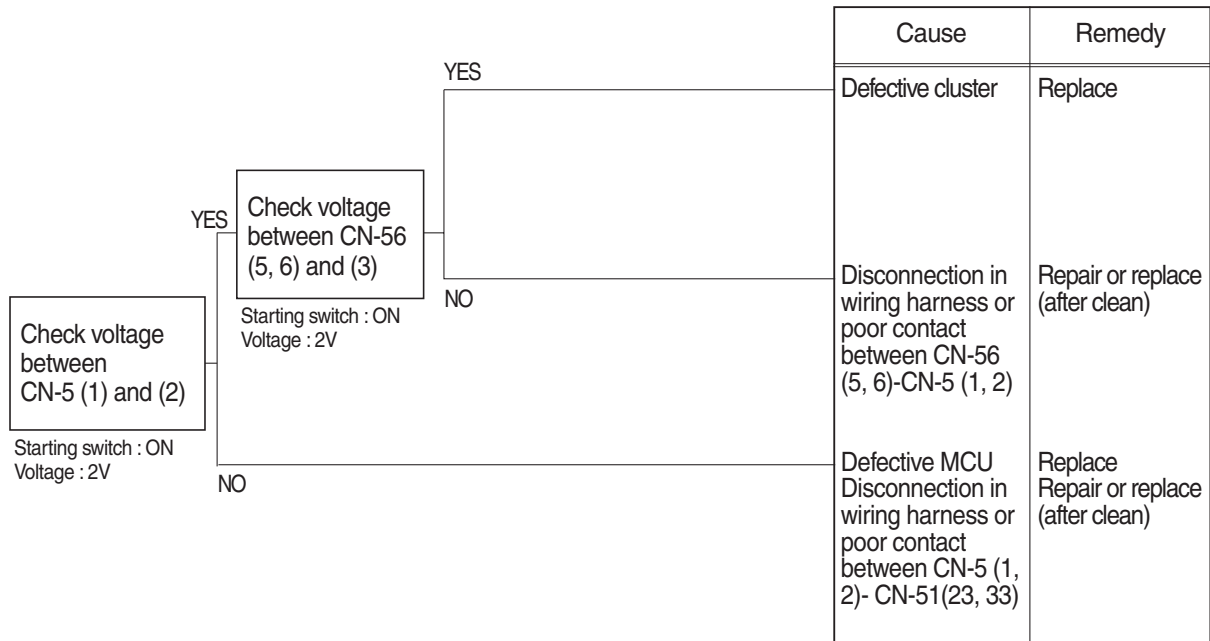 Cause
Remedy
YES
Defective cluster
Replace
YES
Check voltage
between CN-56
(5, 6) and (3)
Starting switch : ON
Voltage : 2V
NO
Disconnection in
wiring harness or
poor contact
between CN-56
(5, 6)-CN-5 (1, 2)
Repair or replace
(after clean)
Check voltage
between
CN-5 (1) and (2)
Starting switch : ON
Voltage : 2V
NO
Defective MCU
Disconnection in
wiring harness or
poor contact
between CN-5 (1,
2)- CN-51(23, 33)
Replace
Repair or replace
(after clean)